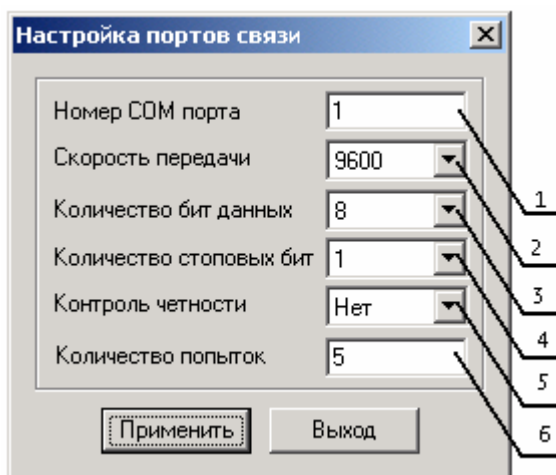 Настройка портов связи
Номер COM порта 1
Скорость передачи 9600
Количество бит данных 8
Количество стоповых бит 1
Контроль четности Нет
Количество попыток 5
Применить Выход
1
2
3
4
5
6